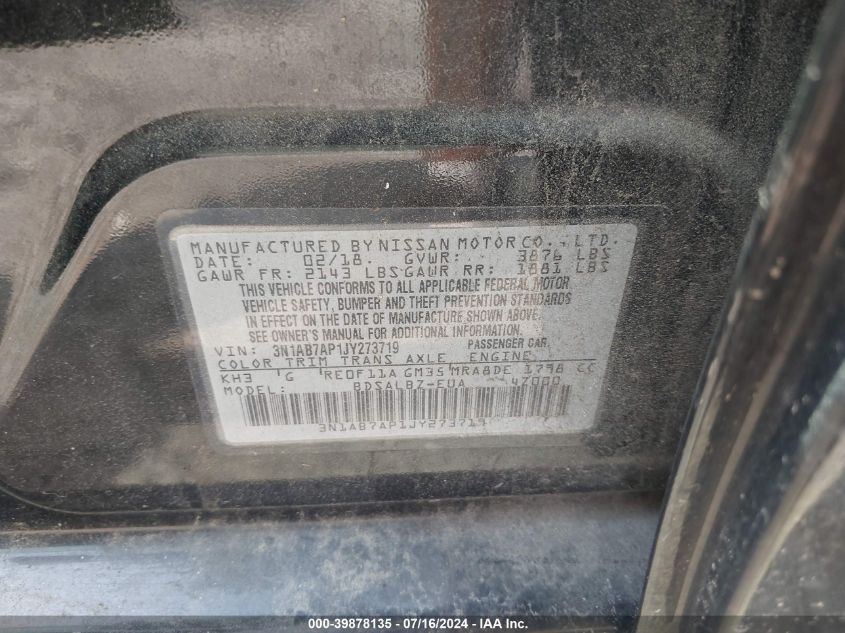 MANUFACTURED BY NISSAN MOTOR CO., LTD.
DATE: 02/18. GVWR: 3876 LBS
GAWR FR: 2143 LBS GAWR RR: 1881 LBS
THIS VEHICLE CONFORMS TO ALL APPLICABLE FEDERAL MOTOR
VEHICLE SAFETY, BUMPER AND THEFT PREVENTION STANDARDS
IN EFFECT ON THE DATE OF MANUFACTURE SHOWN ABOVE.
SEE OWNER'S MANUAL FOR ADDITIONAL INFORMATION.
VIN: 3N1AB7AP1JY273719 PASSENGER CAR
COLOR TRIM TRANS AXLE ENGINE
KH3 G RE0F11A GM35 MRA8DE 1798 CC
MODEL: BDSALBZ-EUA 47000
3N1AB7AP1JY273719
000-39878135 - 07/16/2024 - IAA Inc.